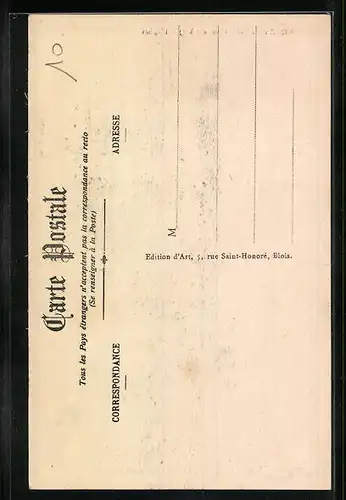 10
Carte Postale
Tous les Pays étrangers n'acceptent pas la correspondance au recto
(Se renseigner à la Poste)
CORRESPONDANCE
ADRESSE
M
Edition d'Art, 5, rue Saint-Honoré, Blois.